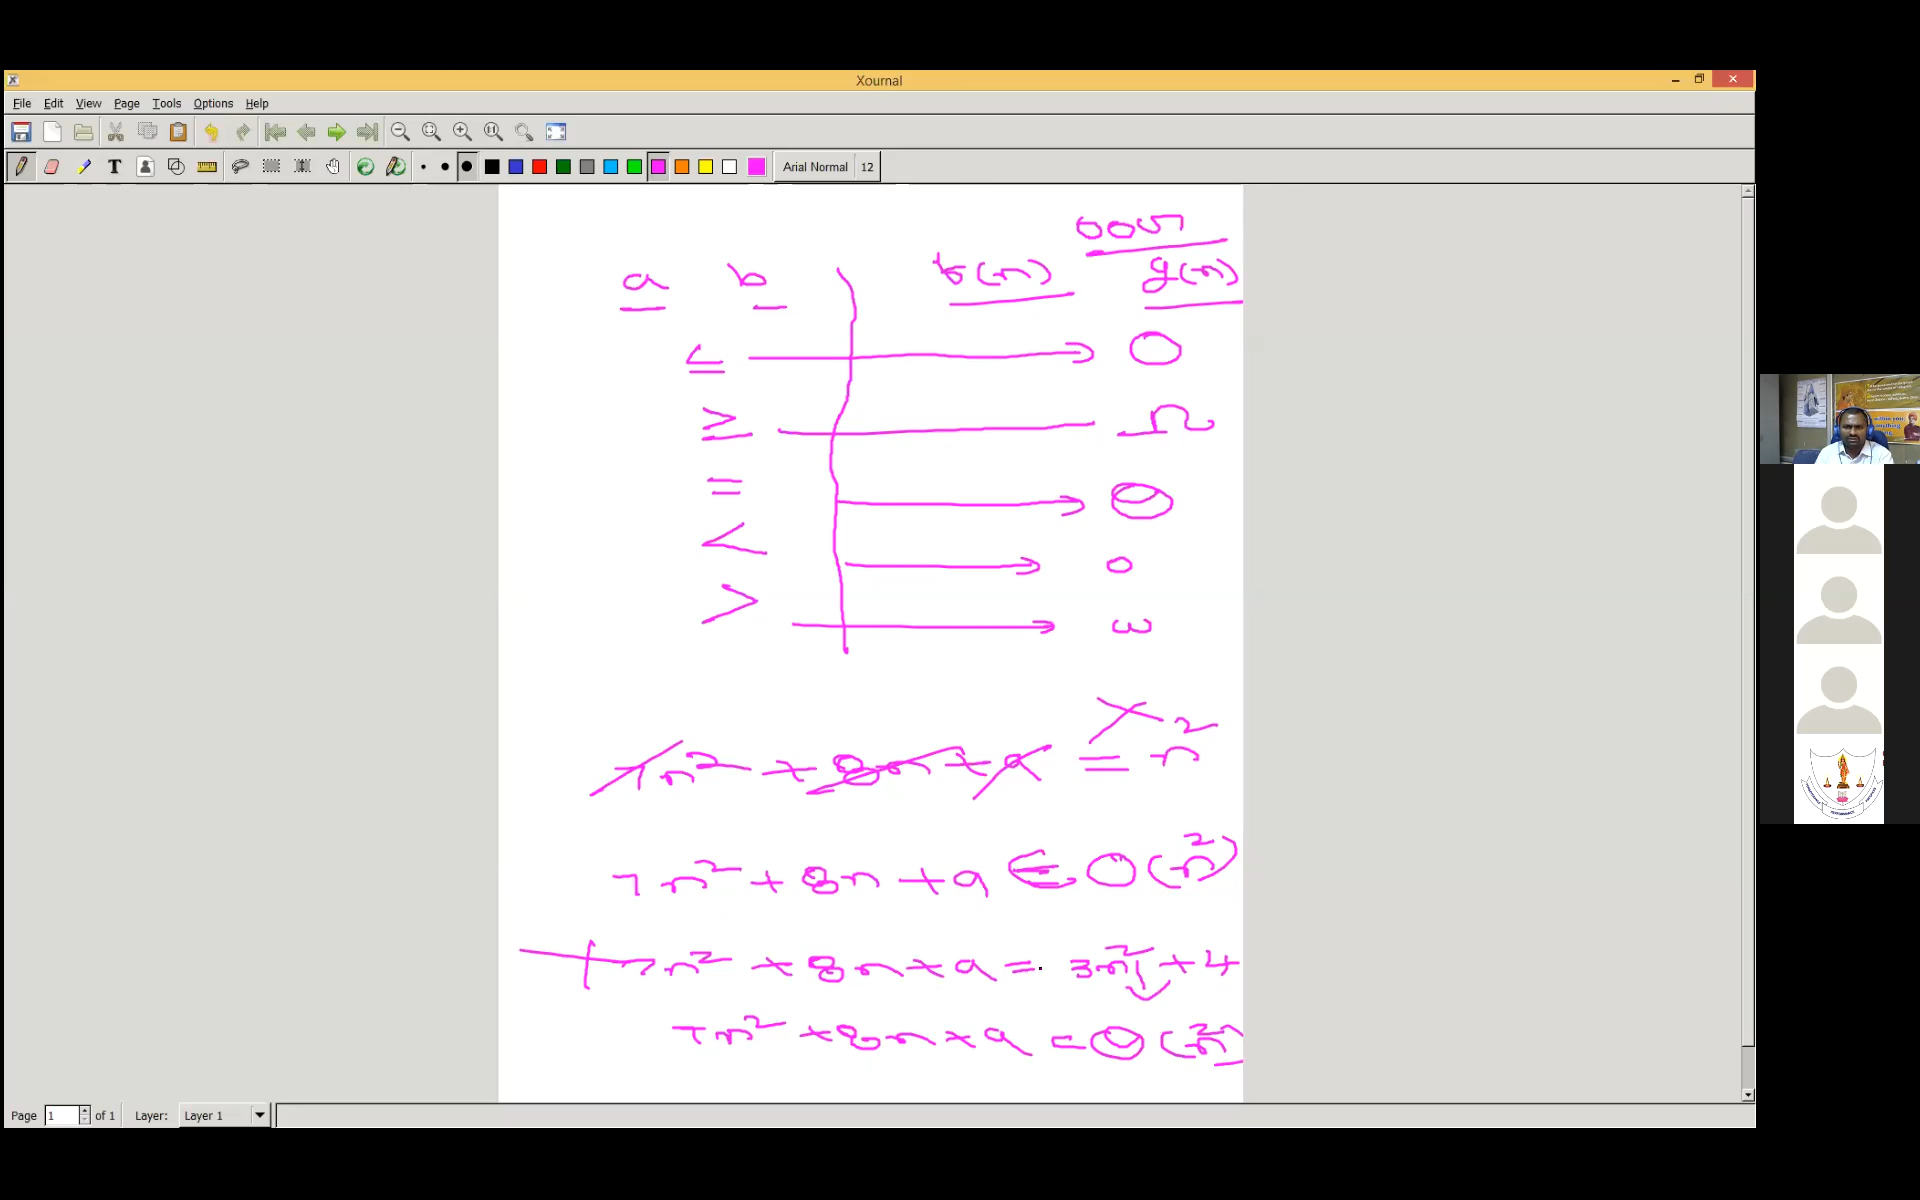 Xournal
File Edit View Page Tools Options Help
Arial Normal 12
a b f(n) g(n)
≤ → O
≥ — Ω
= → Θ
< → o
> → ω
7n² + 8n + 9 = n²
7n² + 8n + 9 ∈ O(n²)
7n² + 8n + 9 = 3n² + 4
7n² + 8n + 9 = Θ(n²)
Page 1 of 1 Layer: Layer 1